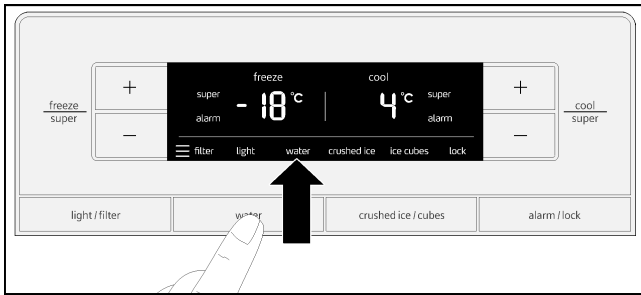 freeze cool
super - 18 °C 4 °C super
alarm alarm
filter light water crushed ice ice cubes lock
freeze
super
+
−
+
−
cool
super
light / filter water crushed ice / cubes alarm / lock